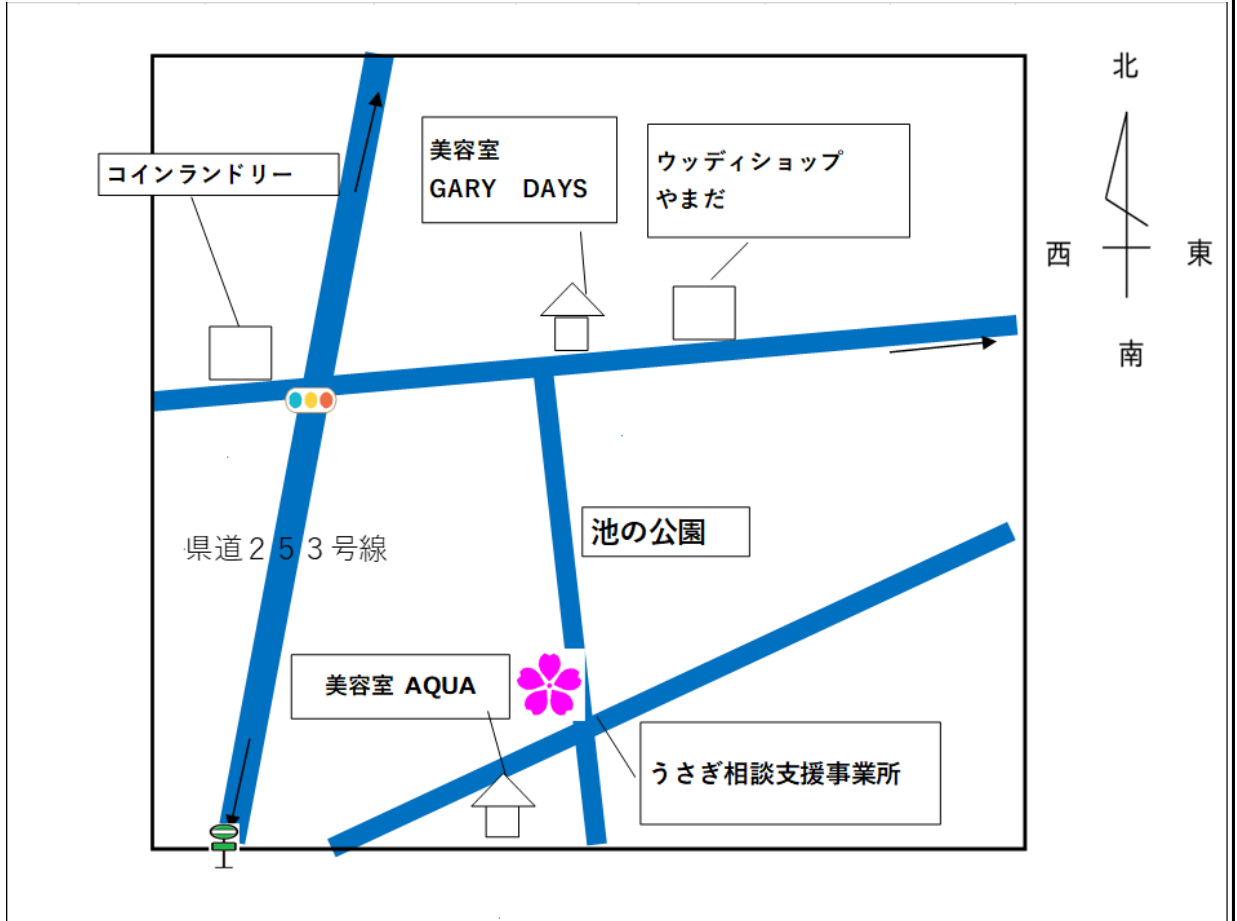 北
コインランドリー
美容室
GARY DAYS
ウッディショップ
やまだ
西
東
南
池の公園
県道２５３号線
美容室 AQUA
うさぎ相談支援事業所